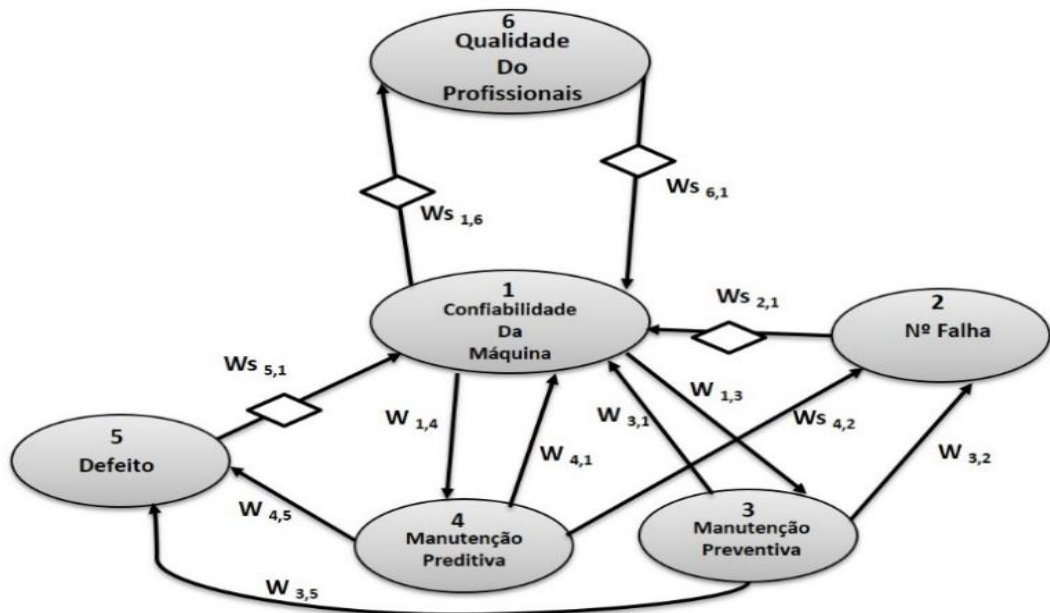 6
Qualidade
Do
Profissionais
Ws 1,6
Ws 6,1
1
Confiabilidade
Da
Máquina
Ws 2,1
2
Nº Falha
Ws 5,1
W 1,4
W 4,1
W 3,1
W 1,3
Ws 4,2
W 3,2
5
Defeito
W 4,5
4
Manutenção
Preditiva
3
Manutenção
Preventiva
W 3,5